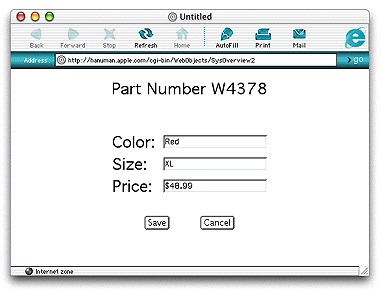 Untitled
Back Forward Stop Refresh Home AutoFill Print Mail
Address: http://hanuman.apple.com/cgi-bin/WebObjects/SysOverview2 go
Part Number W4378
Color: Red
Size: XL
Price: $48.99
Save Cancel
Internet zone